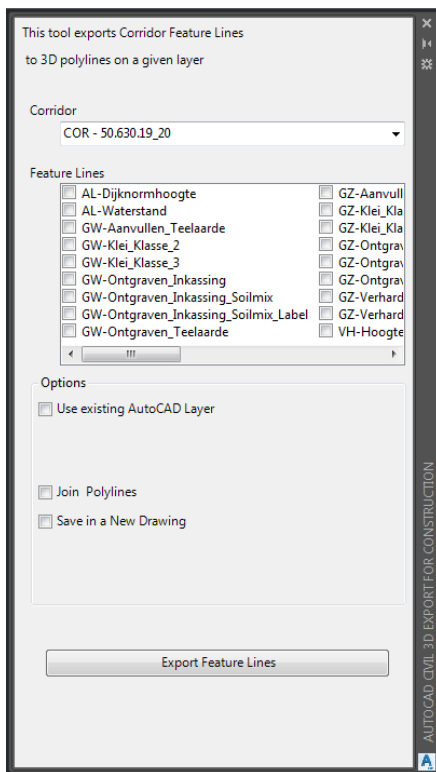 This tool exports Corridor Feature Lines
to 3D polylines on a given layer
Corridor
COR - 50.630.19_20
Feature Lines
AL-Dijknormhoogte
AL-Waterstand
GW-Aanvullen_Teelaarde
GW-Klei_Klasse_2
GW-Klei_Klasse_3
GW-Ontgraven_Inkassing
GW-Ontgraven_Inkassing_Soilmix
GW-Ontgraven_Inkassing_Soilmix_Label
GW-Ontgraven_Teelaarde
GZ-Aanvull
GZ-Klei_Kla
GZ-Klei_Kla
GZ-Ontgrav
GZ-Ontgrav
GZ-Ontgrav
GZ-Verhard
GZ-Verhard
VH-Hoogte
Options
Use existing AutoCAD Layer
Join Polylines
Save in a New Drawing
Export Feature Lines
AUTOCAD CIVIL 3D EXPORT FOR CONSTRUCTION